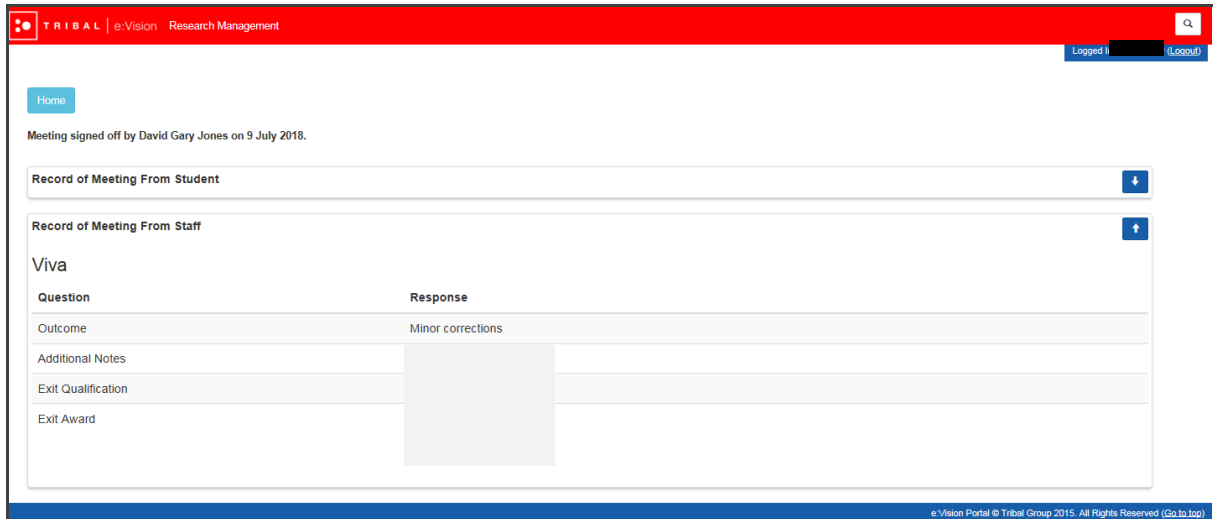 TRIBAL e:Vision Research Management
Logged (Logout)
Home
Meeting signed off by David Gary Jones on 9 July 2018.
Record of Meeting From Student
Record of Meeting From Staff
Viva
Question Response
Outcome Minor corrections
Additional Notes
Exit Qualification
Exit Award
e:Vision Portal © Tribal Group 2015. All Rights Reserved (Go to top)